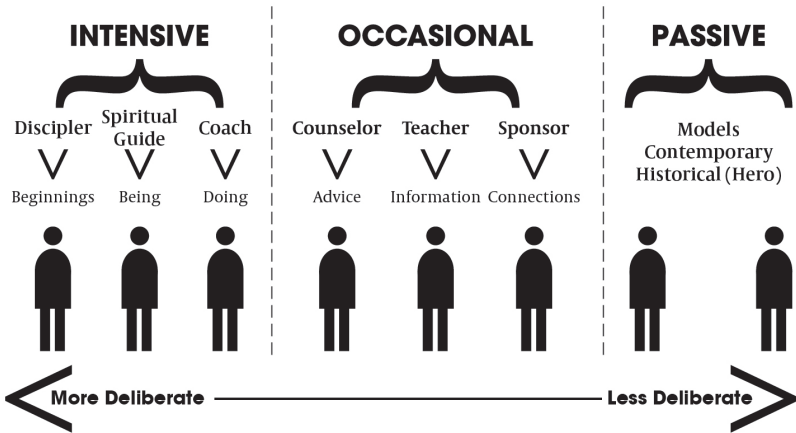 INTENSIVE OCCASIONAL PASSIVE
Discipler Spiritual Guide Coach Counselor Teacher Sponsor
Models
Contemporary
Historical (Hero)
Beginnings Being Doing Advice Information Connections
More Deliberate Less Deliberate